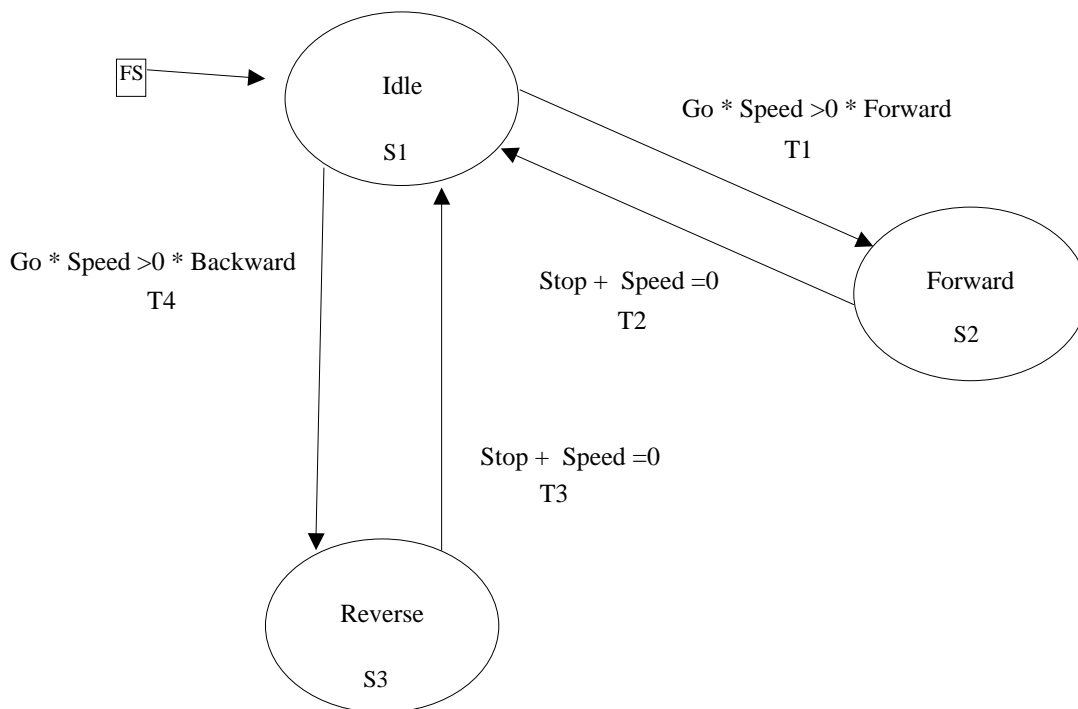 FS
Idle
S1
Go * Speed >0 * Forward
T1
Go * Speed >0 * Backward
T4
Stop +  Speed =0
T2
Forward
S2
Stop +  Speed =0
T3
Reverse
S3